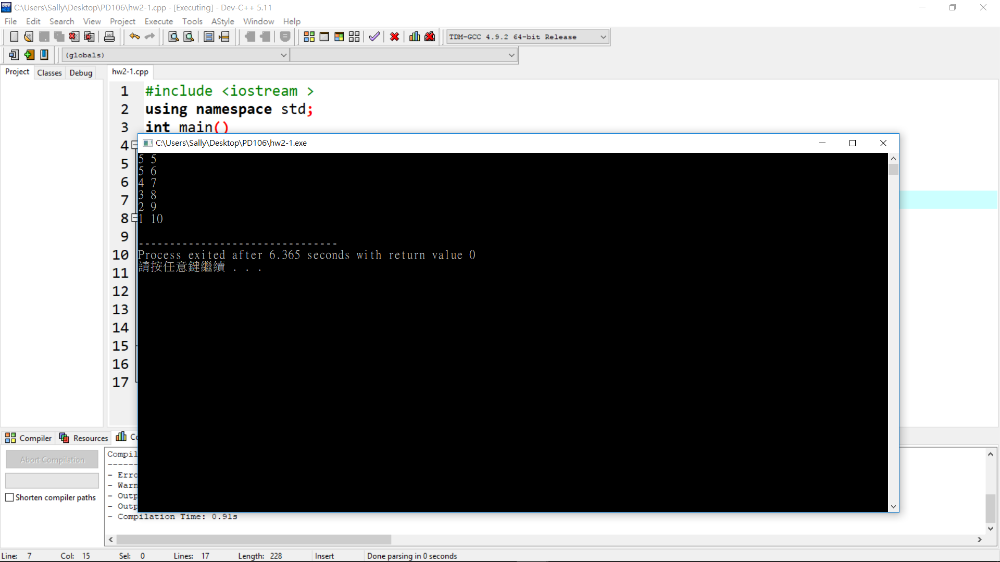 C:\Users\Sally\Desktop\PD106\hw2-1.cpp - [Executing] - Dev-C++ 5.11
File Edit Search View Project Execute Tools AStyle Window Help
TDM-GCC 4.9.2 64-bit Release
(globals)
Project Classes Debug
hw2-1.cpp
1 #include <iostream >
2 using namespace std;
3 int main()
4
5
6
7
8
9
10
11
12
13
14
15
16
17
C:\Users\Sally\Desktop\PD106\hw2-1.exe
5 5
5 6
4 7
3 8
2 9
1 10
--------------------------------
Process exited after 6.365 seconds with return value 0
請按任意鍵繼續 . . .
Compiler Resources Co
Abort Compilation
Shorten compiler paths
Compil
------
- Erro
- Warn
- Outp
- Outp
- Compilation Time: 0.91s
Line: 7 Col: 15 Sel: 0 Lines: 17 Length: 228 Insert Done parsing in 0 seconds